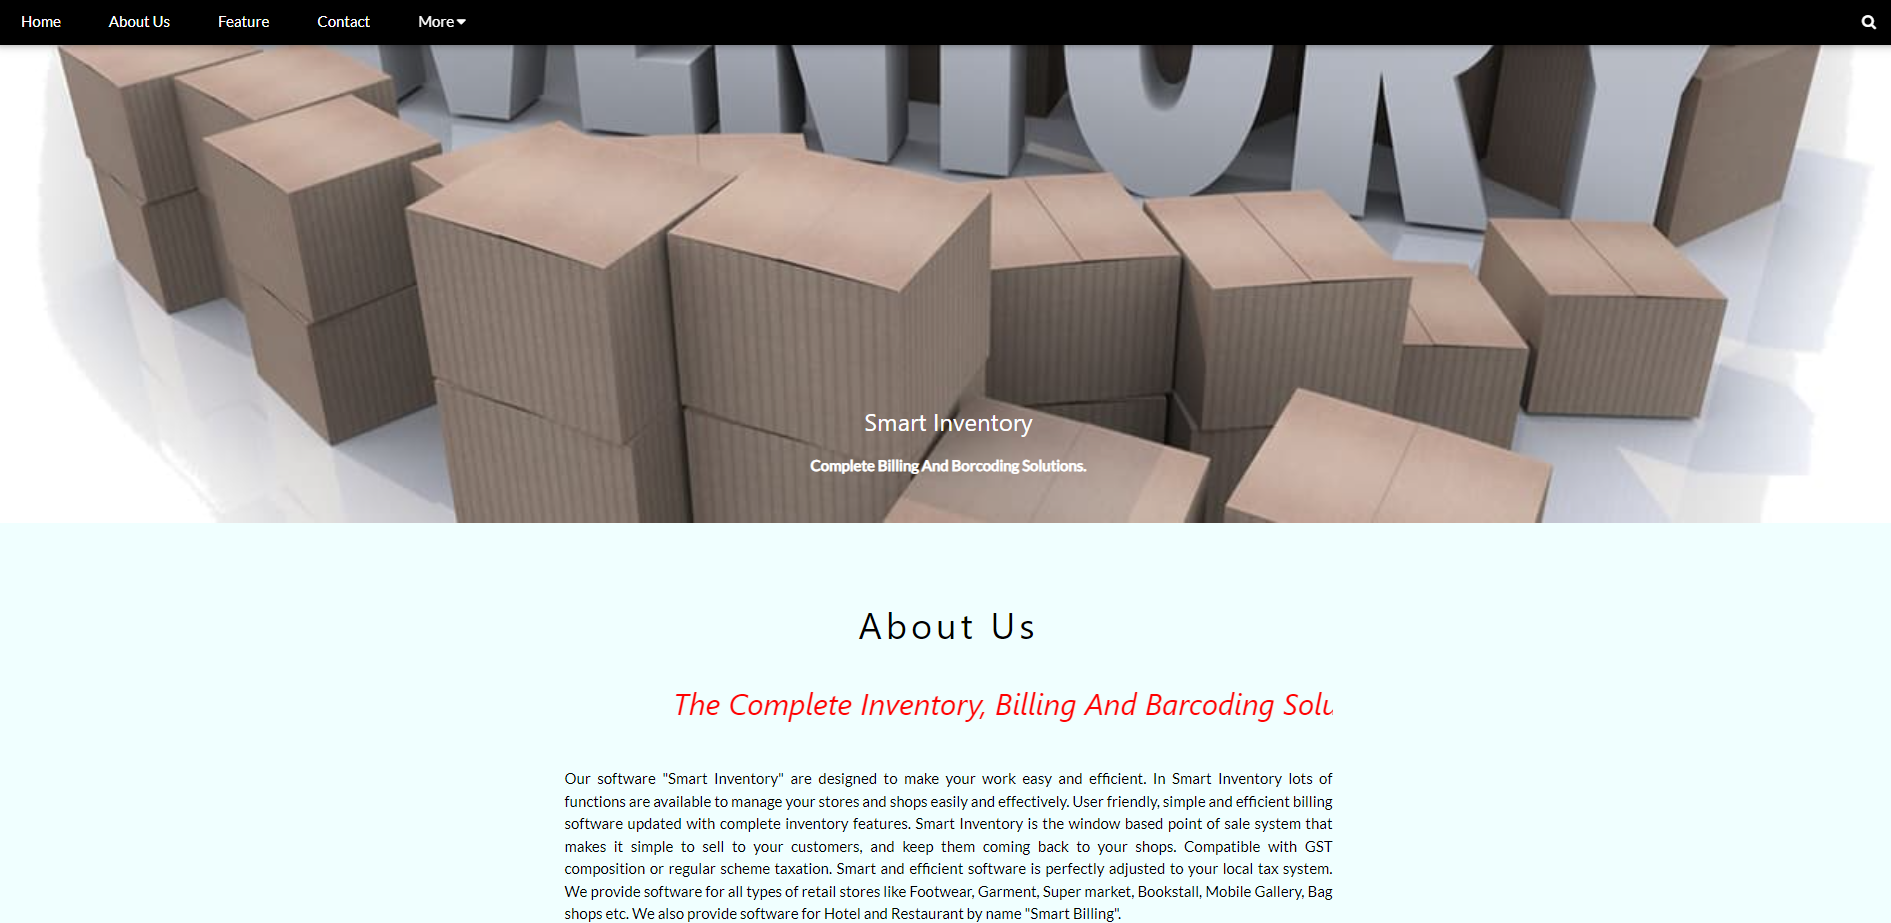 Home About Us Feature Contact More
VENTORY
Smart Inventory
Complete Billing And Borcoding Solutions.
About Us
The Complete Inventory, Billing And Barcoding Solu
Our software "Smart Inventory" are designed to make your work easy and efficient. In Smart Inventory lots of
functions are available to manage your stores and shops easily and effectively. User friendly, simple and efficient billing
software updated with complete inventory features. Smart Inventory is the window based point of sale system that
makes it simple to sell to your customers, and keep them coming back to your shops. Compatible with GST
composition or regular scheme taxation. Smart and efficient software is perfectly adjusted to your local tax system.
We provide software for all types of retail stores like Footwear, Garment, Super market, Bookstall, Mobile Gallery, Bag
shops etc. We also provide software for Hotel and Restaurant by name "Smart Billing".